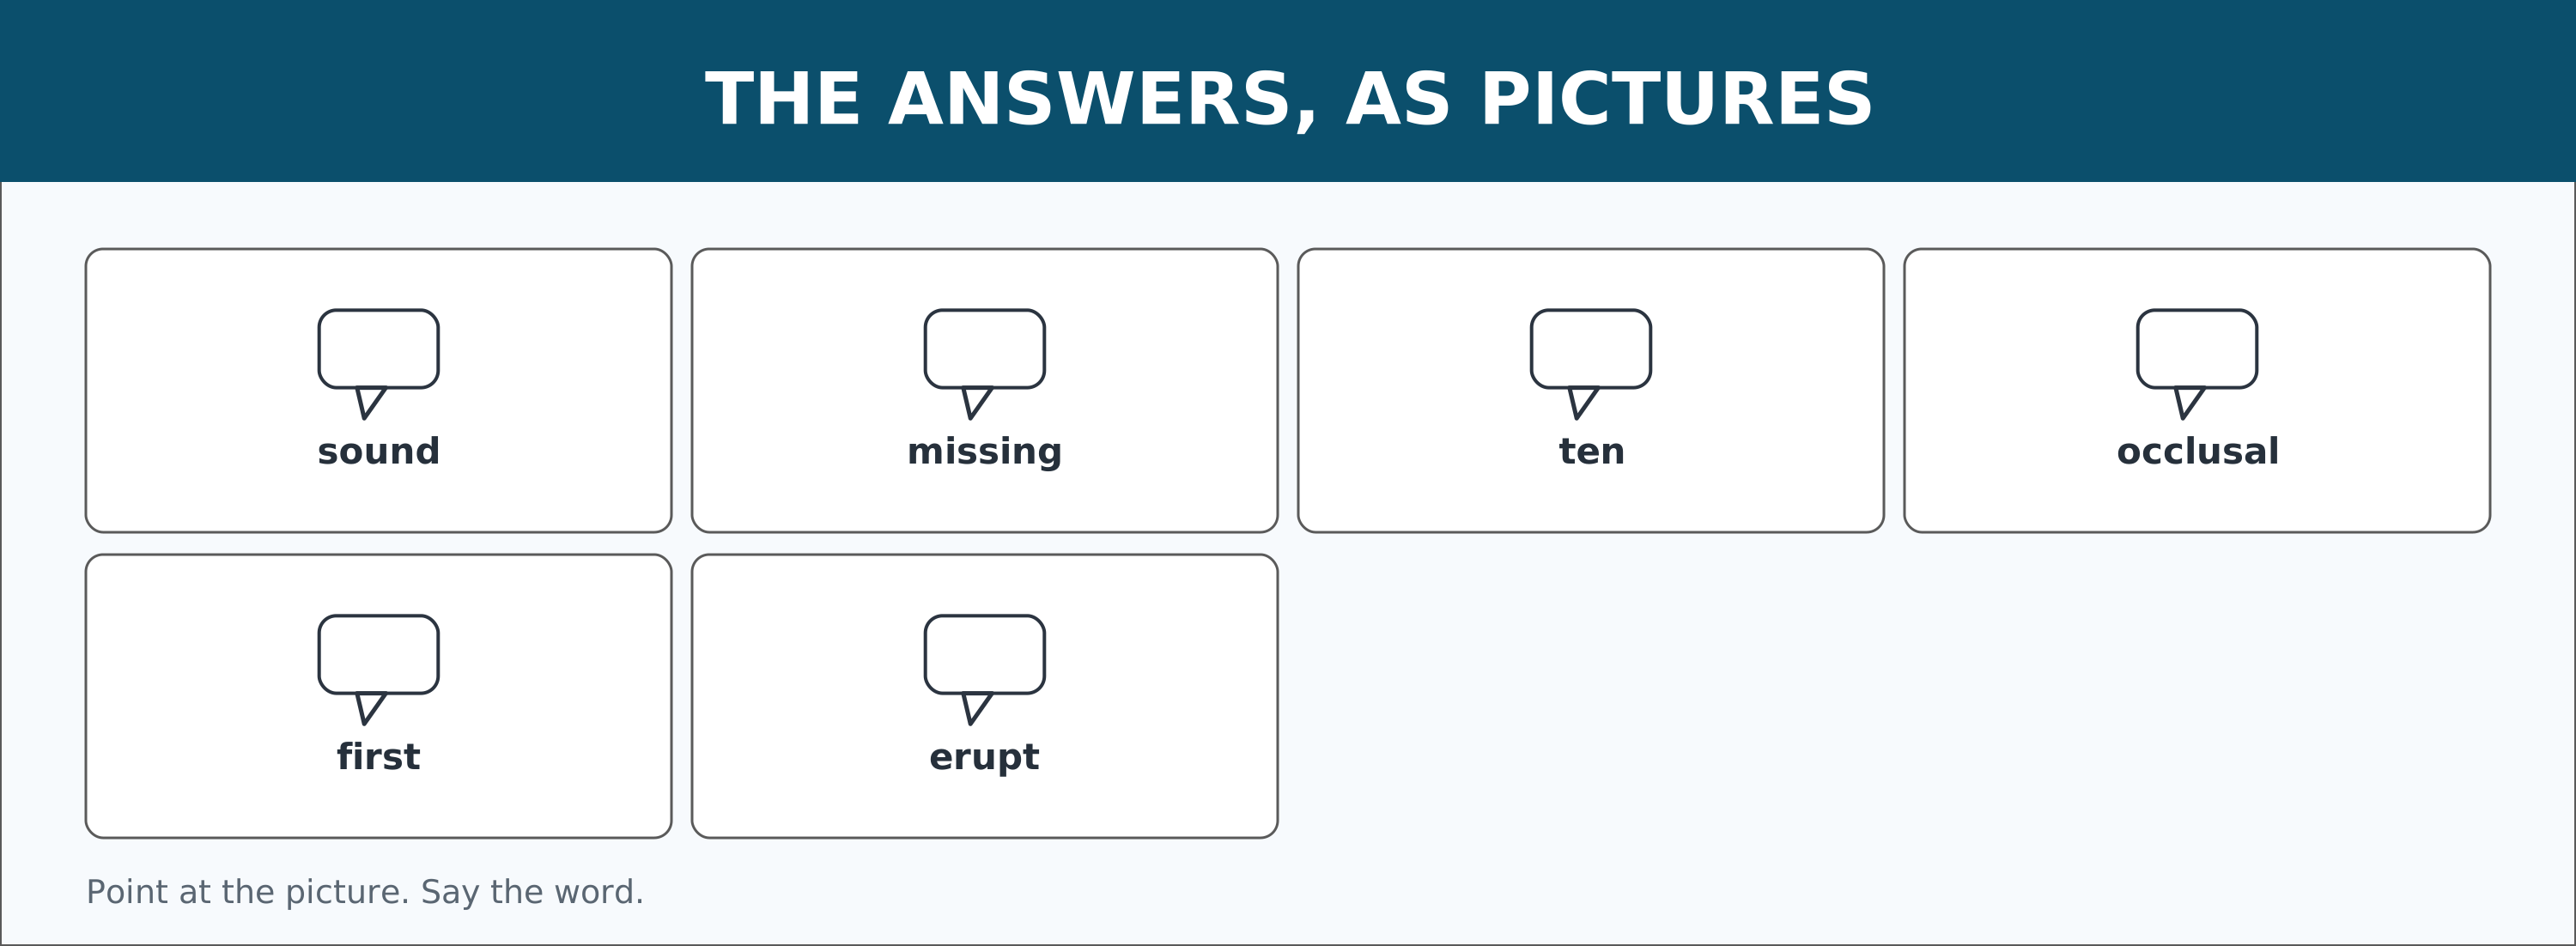 THE ANSWERS, AS PICTURES
sound
missing
ten
occlusal
first
erupt
Point at the picture. Say the word.